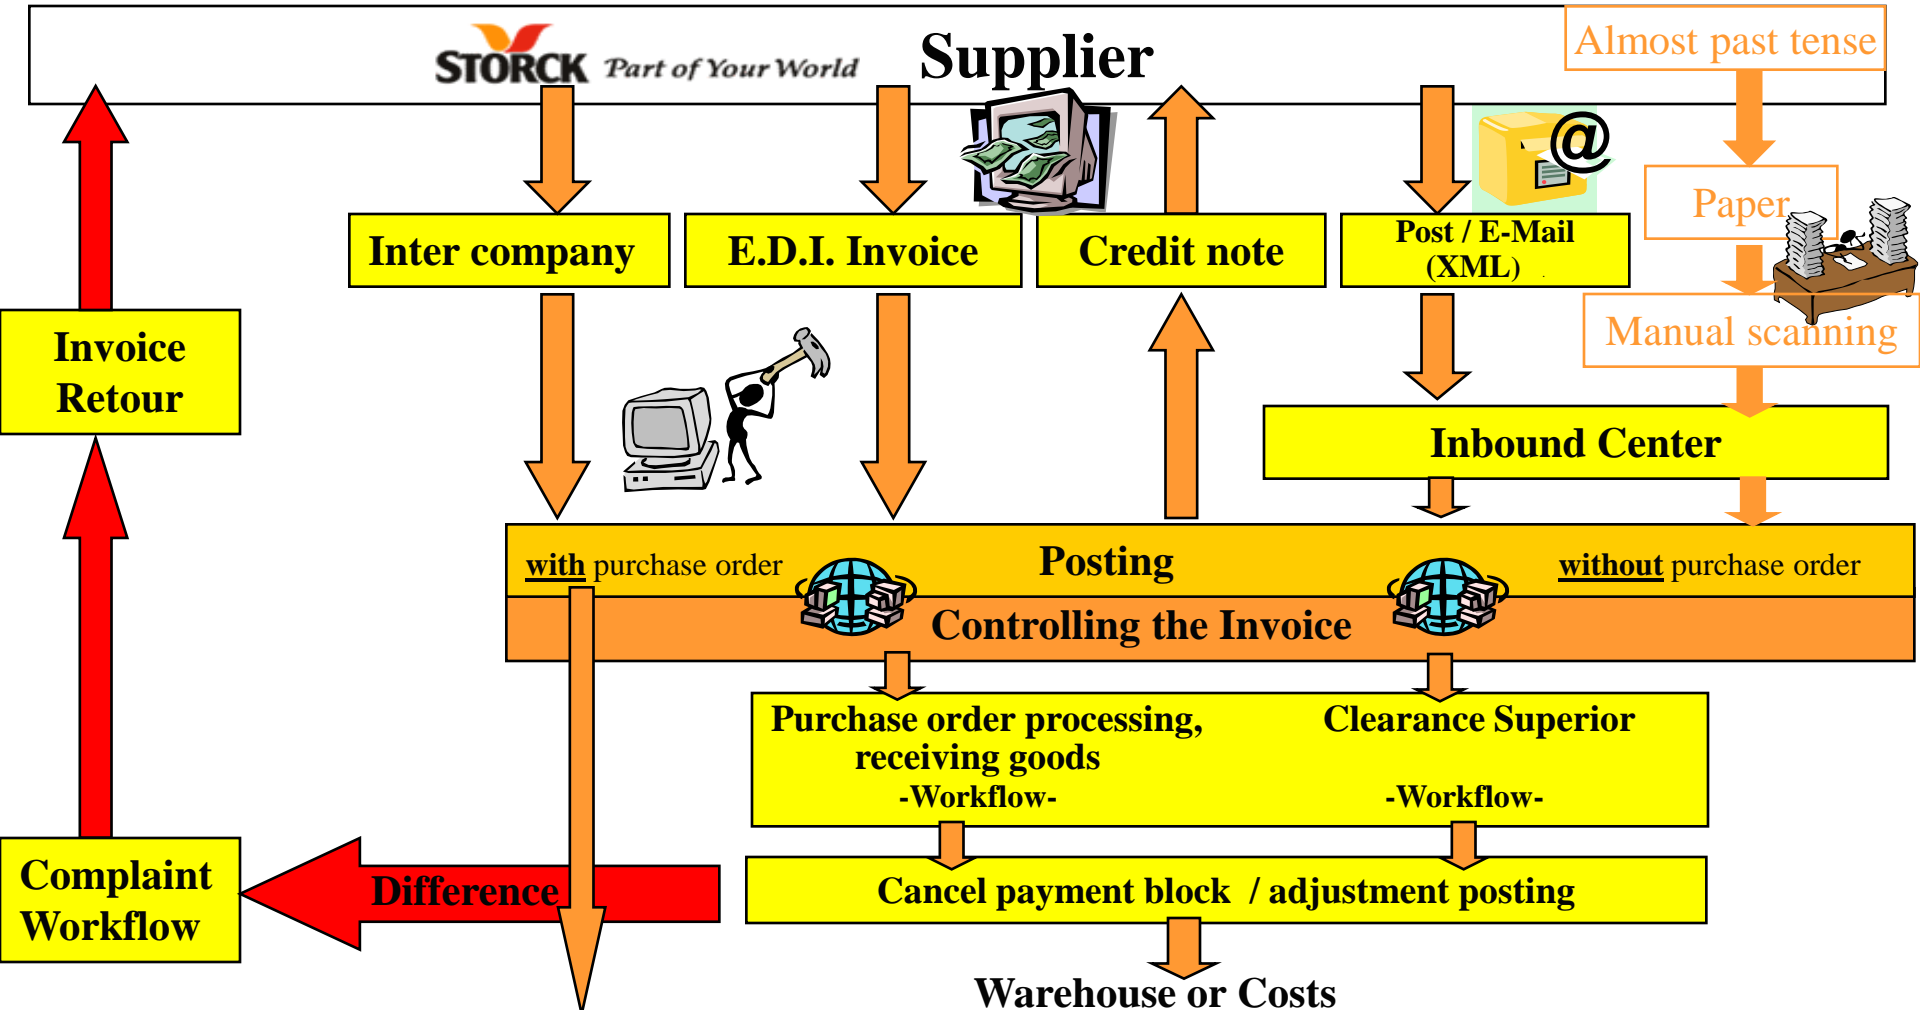 STORCK Part of Your World
Supplier
Almost past tense
Paper
Inter company
E.D.I. Invoice
Credit note
Post / E-Mail
(XML) .
@
Manual scanning
Invoice
Retour
Inbound Center
with purchase order
Posting
without purchase order
Controlling the Invoice
Purchase order processing,
receiving goods
-Workflow-
Clearance Superior
-Workflow-
Complaint
Workflow
Difference
Cancel payment block / adjustment posting
Warehouse or Costs